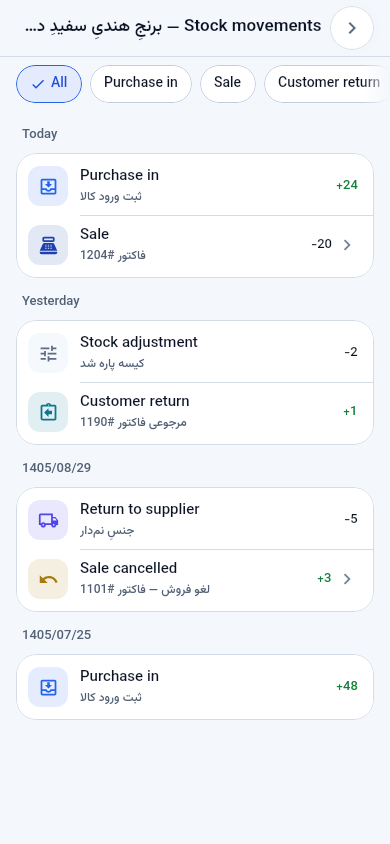 Stock movements — برنجِ هندیِ سفیدِ د...
All
Purchase in
Sale
Customer return
Today
Purchase in
ثبت ورود کالا
+24
Sale
فاکتور #1204
-20
Yesterday
Stock adjustment
کیسه پاره شد
-2
Customer return
مرجوعی فاکتور #1190
+1
1405/08/29
Return to supplier
جنسِ نم‌دار
-5
Sale cancelled
لغو فروش — فاکتور #1101
+3
1405/07/25
Purchase in
ثبت ورود کالا
+48